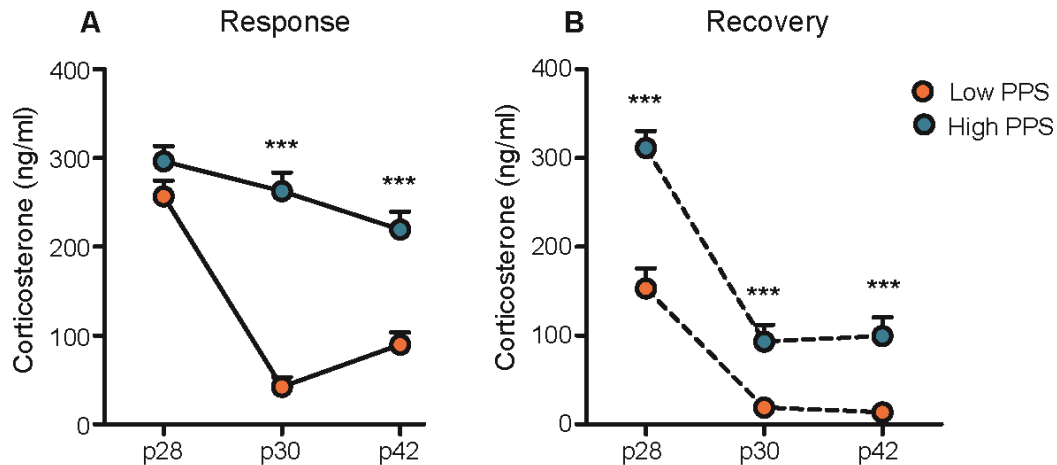 A Response
B Recovery
Corticosterone (ng/ml)
400
300
200
100
0
***
***
p28 p30 p42
Corticosterone (ng/ml)
400
300
200
100
0
***
***
***
p28 p30 p42
Low PPS
High PPS